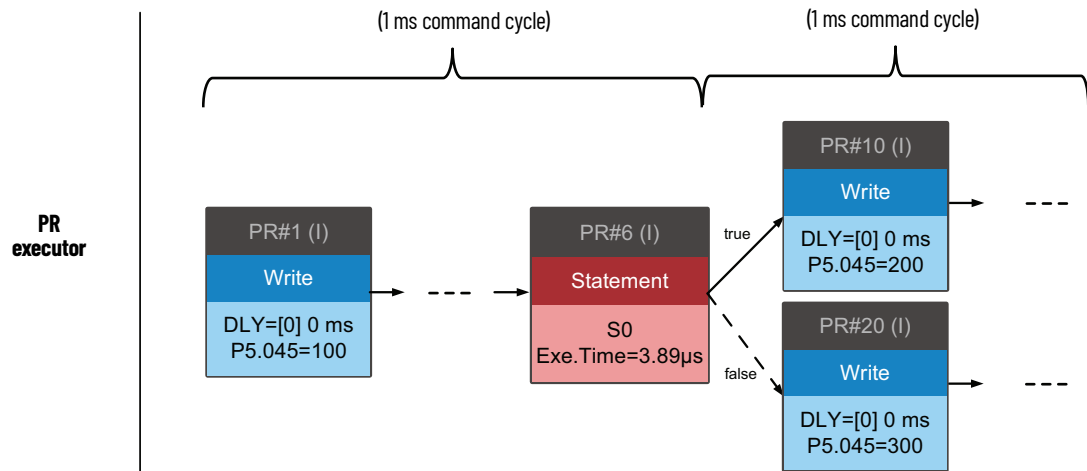 (1 ms command cycle)
(1 ms command cycle)
PR
executor
PR#1 (I)
Write
DLY=[0] 0 ms
P5.045=100
PR#6 (I)
Statement
S0
Exe.Time=3.89µs
true
false
PR#10 (I)
Write
DLY=[0] 0 ms
P5.045=200
PR#20 (I)
Write
DLY=[0] 0 ms
P5.045=300